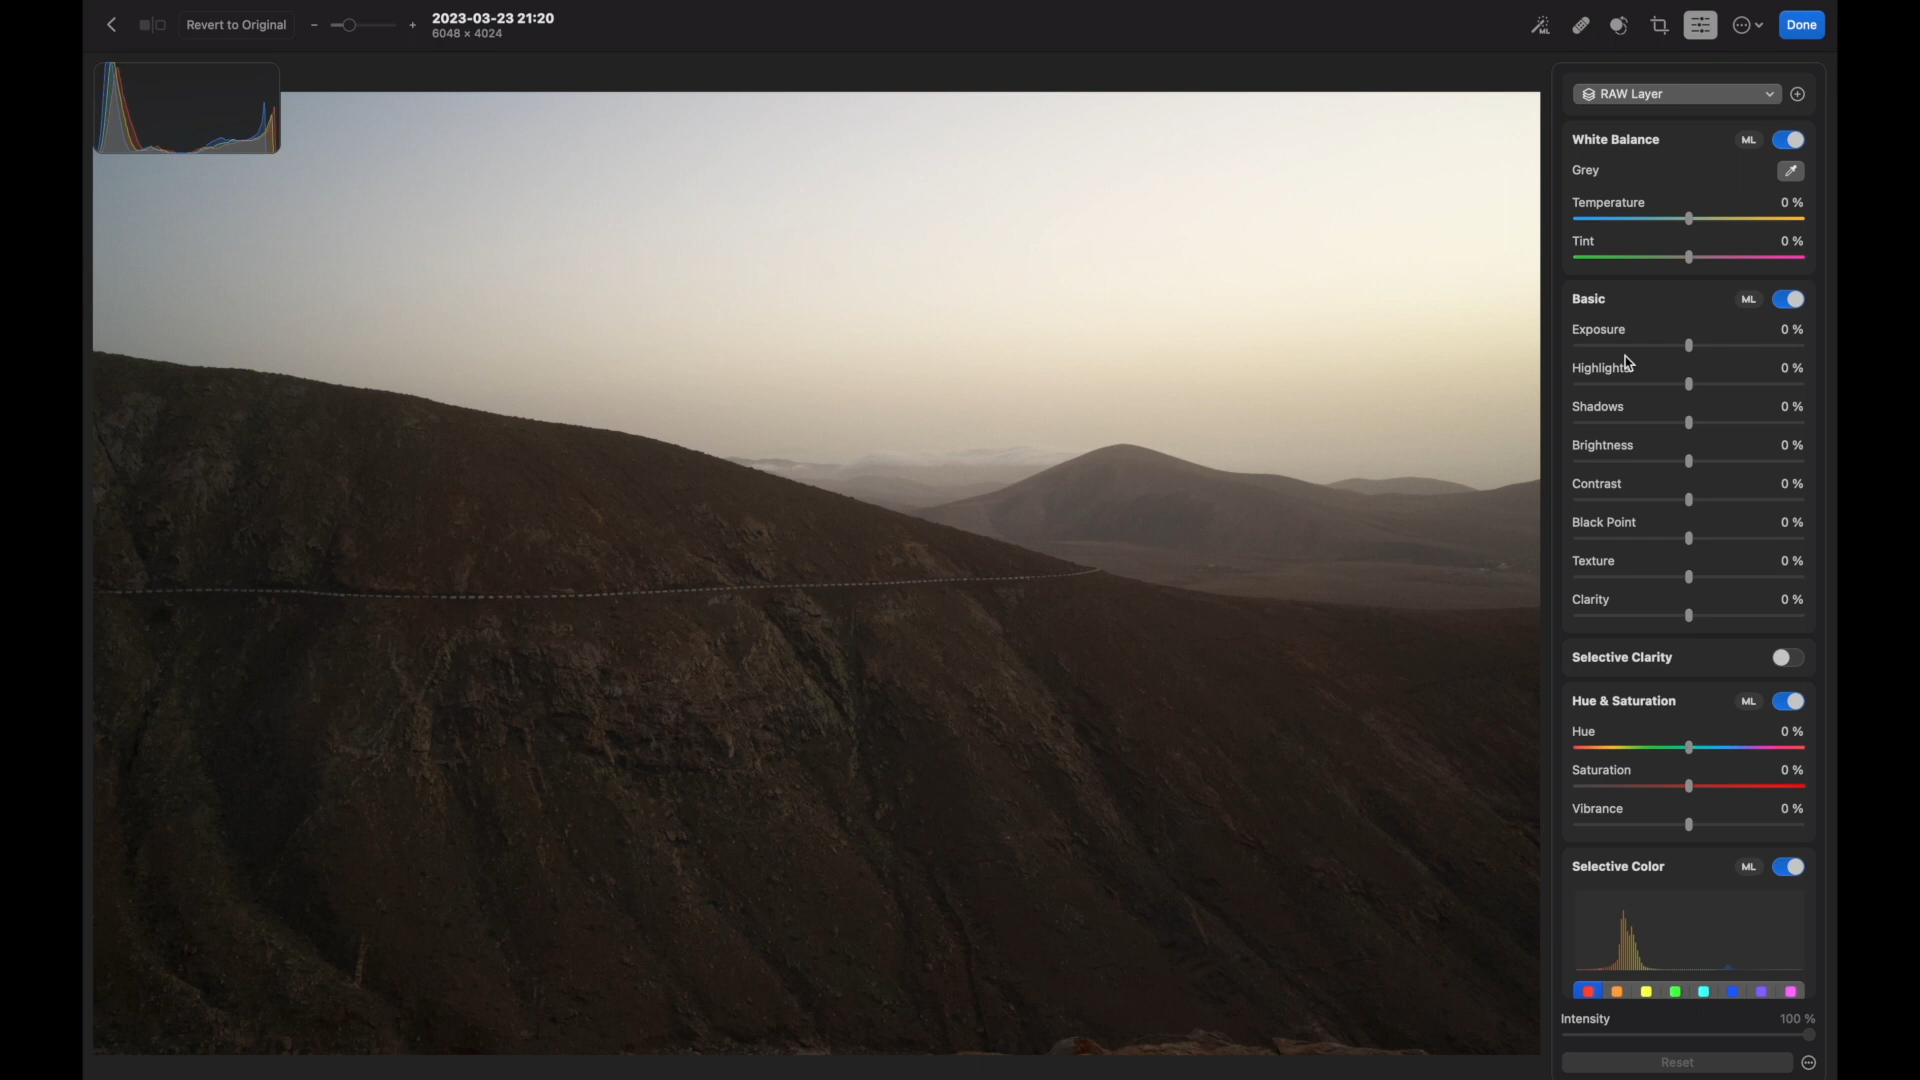 Revert to Original
2023-03-23 21:20
6048 × 4024
ML
Done
RAW Layer
White Balance ML
Grey
Temperature 0 %
Tint 0 %
Basic ML
Exposure 0 %
Highlights 0 %
Shadows 0 %
Brightness 0 %
Contrast 0 %
Black Point 0 %
Texture 0 %
Clarity 0 %
Selective Clarity
Hue & Saturation ML
Hue 0 %
Saturation 0 %
Vibrance 0 %
Selective Color ML
Intensity 100 %
Reset